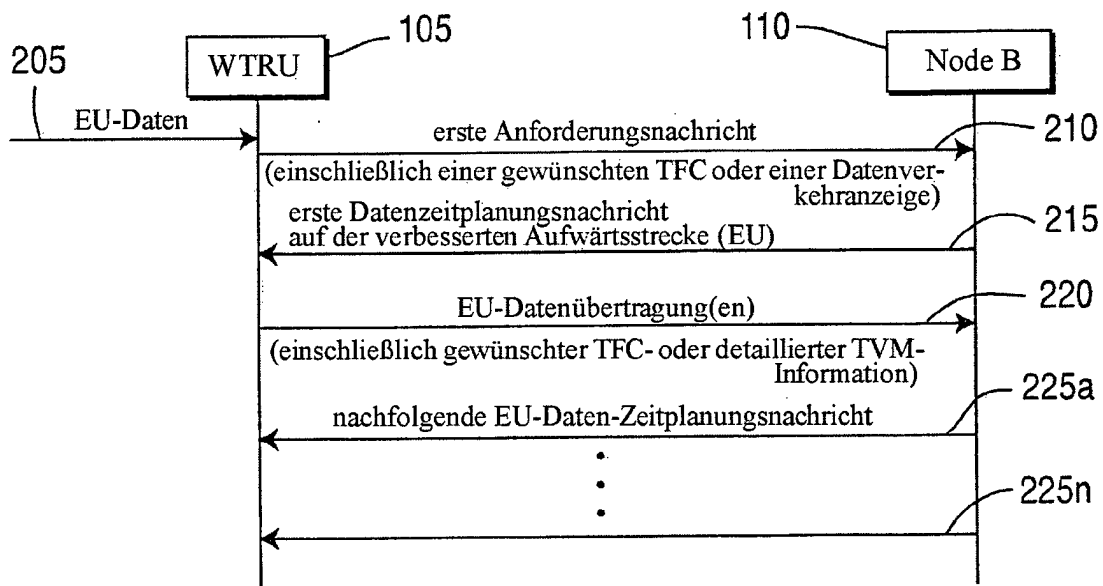 205
WTRU
105
110
Node B
EU-Daten
erste Anforderungsnachricht
210
(einschließlich einer gewünschten TFC oder einer Datenver-
kehranzeige)
erste Datenzeitplanungsnachricht
auf der verbesserten Aufwärtsstrecke (EU)
215
EU-Datenübertragung(en)
220
(einschließlich gewünschter TFC- oder detaillierter TVM-
Information)
225a
nachfolgende EU-Daten-Zeitplanungsnachricht
225n